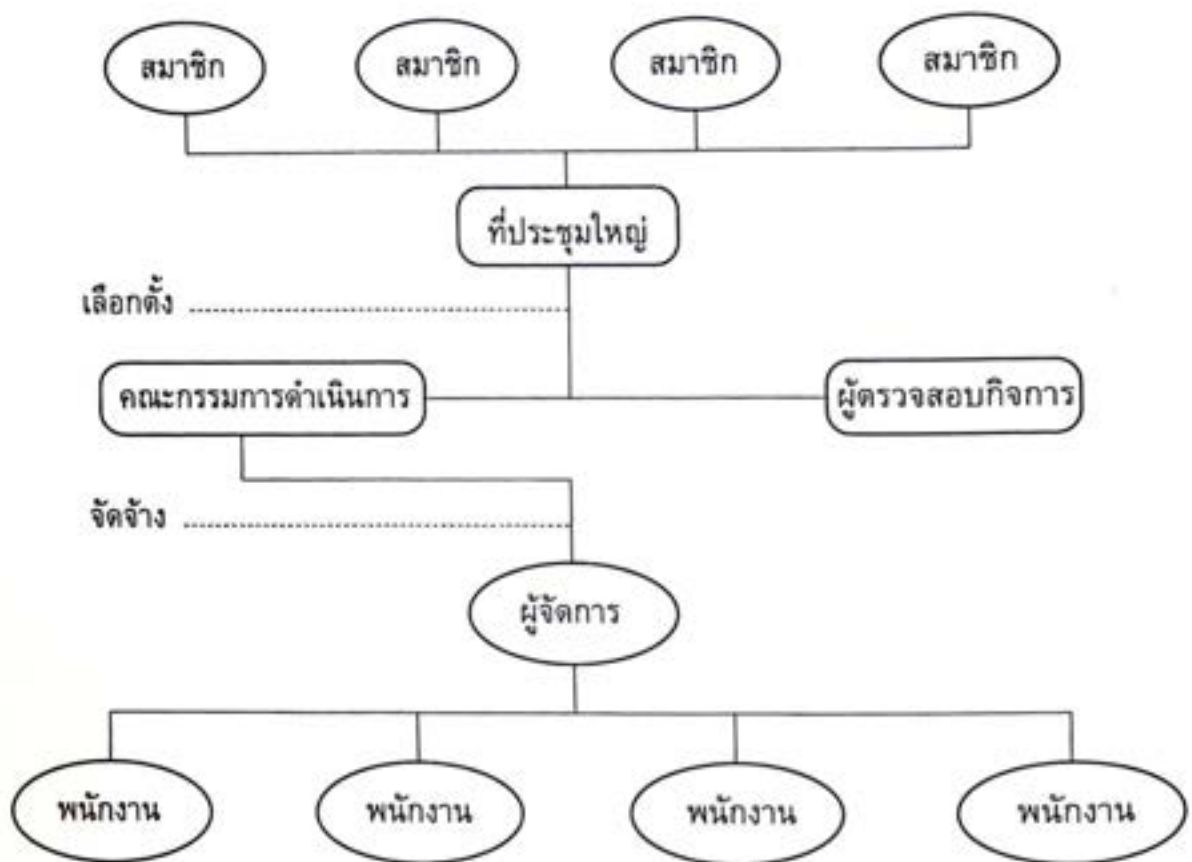 สมาชิก
สมาชิก
สมาชิก
สมาชิก
ที่ประชุมใหญ่
เลือกตั้ง
คณะกรรมการดำเนินการ
ผู้ตรวจสอบกิจการ
จัดจ้าง
ผู้จัดการ
พนักงาน
พนักงาน
พนักงาน
พนักงาน